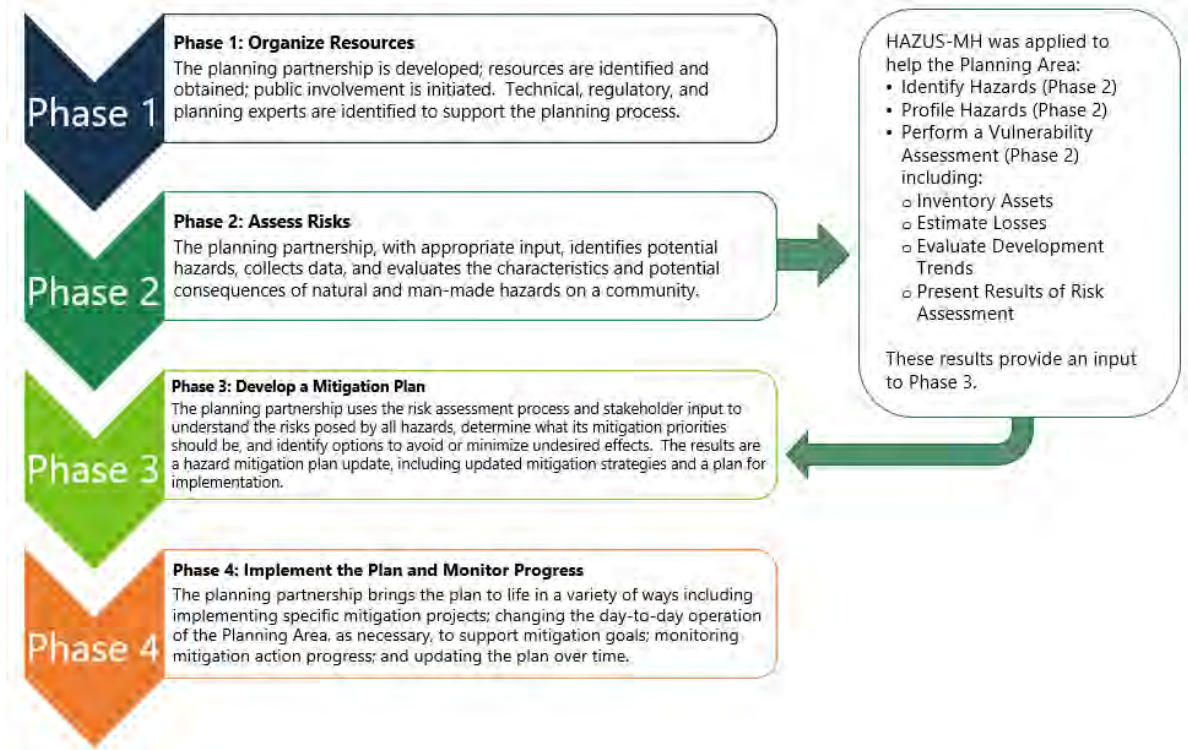 Phase 1
Phase 1: Organize Resources
The planning partnership is developed; resources are identified and
obtained; public involvement is initiated.  Technical, regulatory, and
planning experts are identified to support the planning process.
Phase 2
Phase 2: Assess Risks
The planning partnership, with appropriate input, identifies potential
hazards, collects data, and evaluates the characteristics and potential
consequences of natural and man-made hazards on a community.
HAZUS-MH was applied to
help the Planning Area:
• Identify Hazards (Phase 2)
• Profile Hazards (Phase 2)
• Perform a Vulnerability
Assessment (Phase 2)
including:
o Inventory Assets
o Estimate Losses
o Evaluate Development
Trends
o Present Results of Risk
Assessment
These results provide an input
to Phase 3.
Phase 3
Phase 3: Develop a Mitigation Plan
The planning partnership uses the risk assessment process and stakeholder input to
understand the risks posed by all hazards, determine what its mitigation priorities
should be, and identify options to avoid or minimize undesired effects.  The results are
a hazard mitigation plan update, including updated mitigation strategies and a plan for
implementation.
Phase 4
Phase 4: Implement the Plan and Monitor Progress
The planning partnership brings the plan to life in a variety of ways including
implementing specific mitigation projects; changing the day-to-day operation
of the Planning Area, as necessary, to support mitigation goals; monitoring
mitigation action progress; and updating the plan over time.